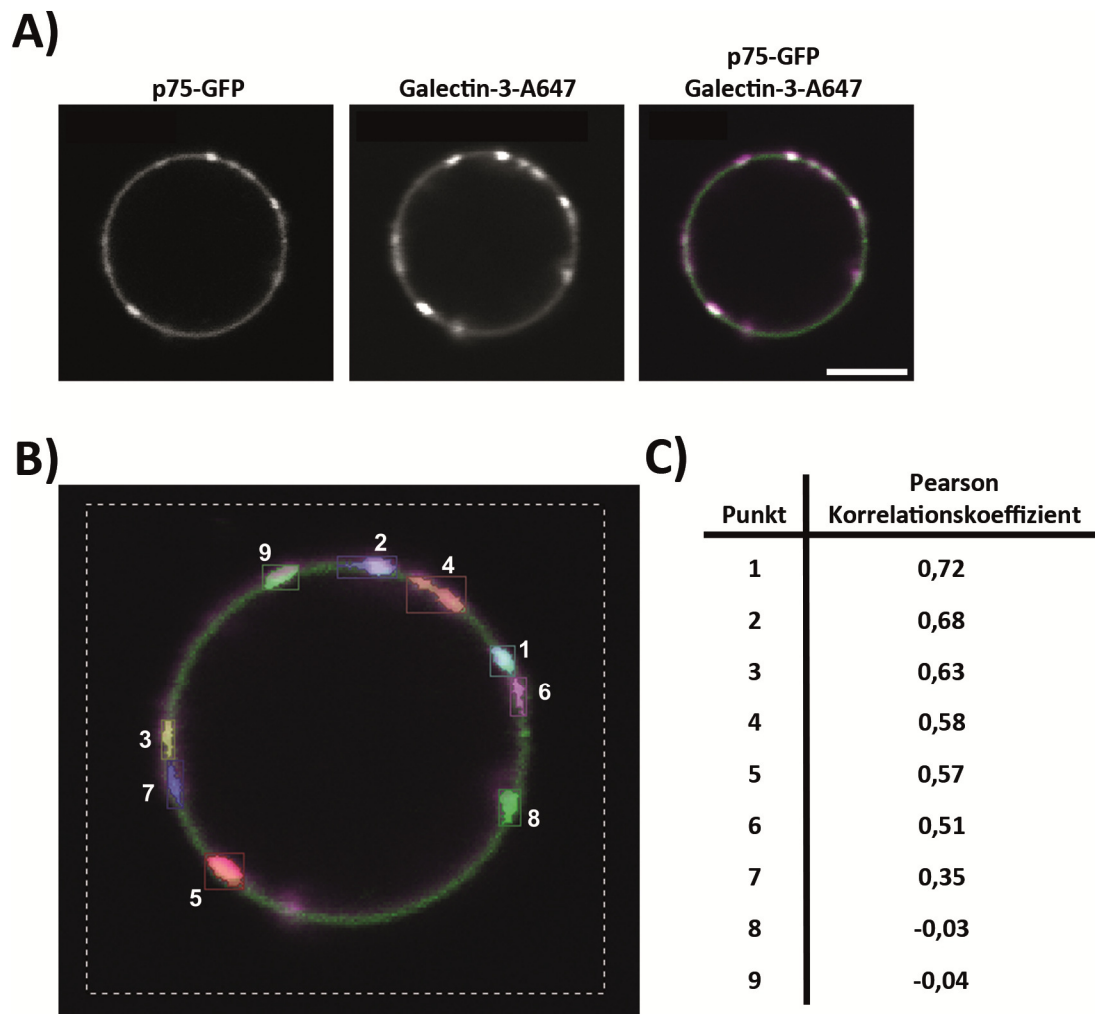 A)
p75-GFP
Galectin-3-A647
p75-GFP
Galectin-3-A647
B)
9
2
4
1
6
3
7
8
5
C)
Punkt
Pearson
Korrelationskoeffizient
1 0,72
2 0,68
3 0,63
4 0,58
5 0,57
6 0,51
7 0,35
8 -0,03
9 -0,04